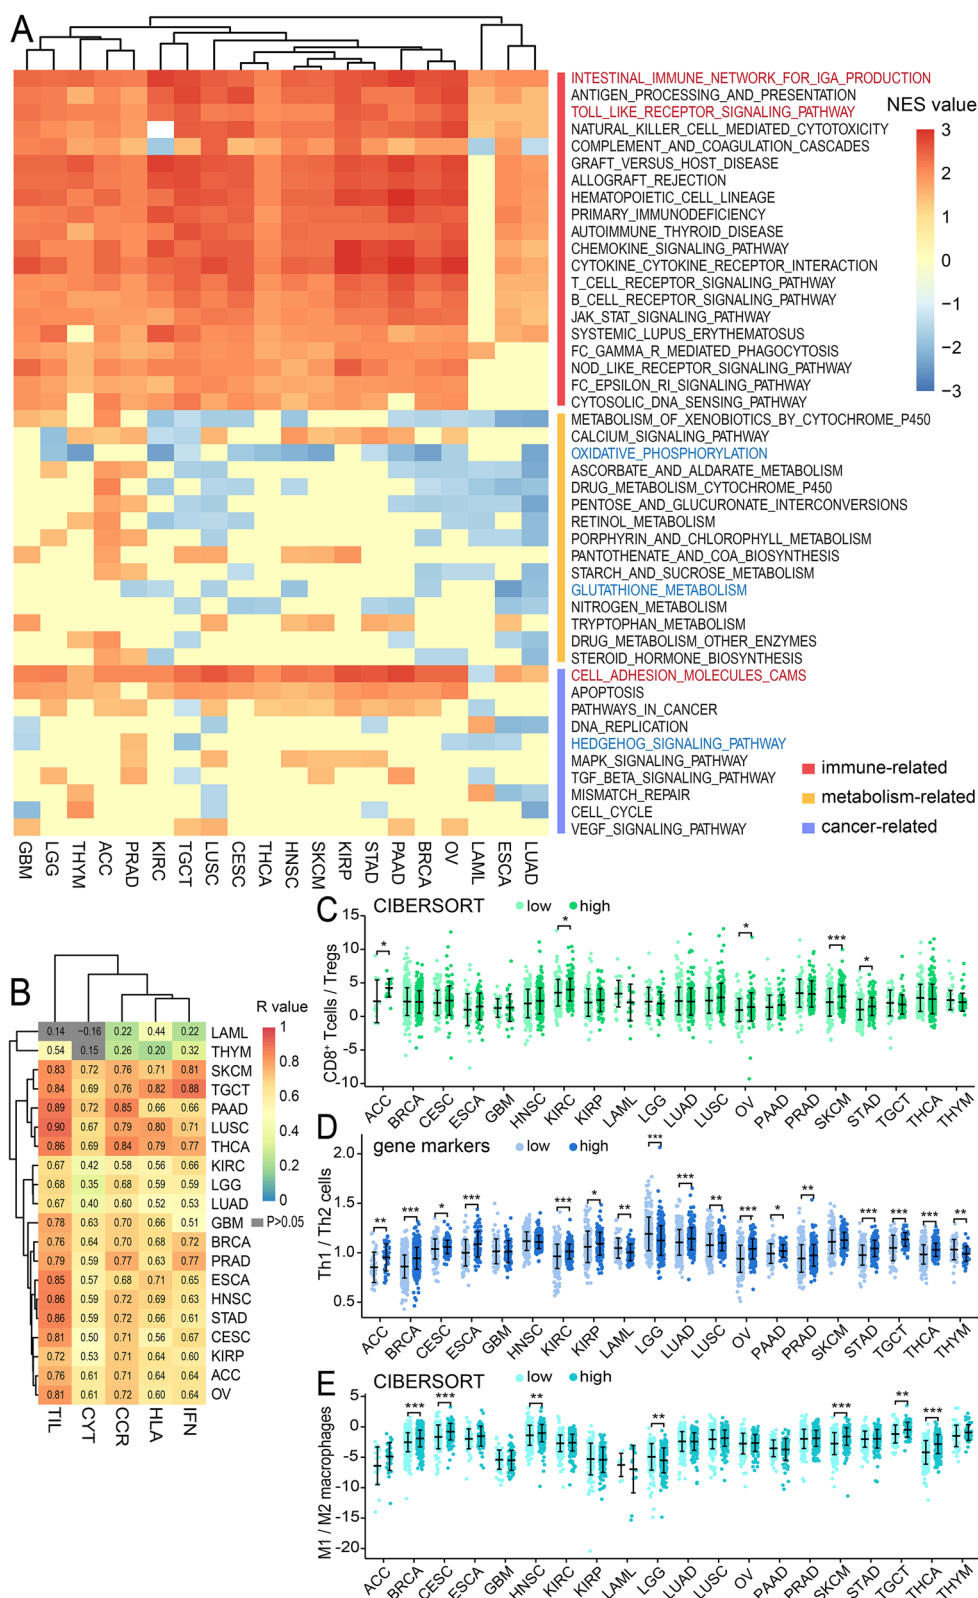 A
INTESTINAL_IMMUNE_NETWORK_FOR_IGA_PRODUCTION
ANTIGEN_PROCESSING_AND_PRESENTATION
TOLL_LIKE_RECEPTOR_SIGNALING_PATHWAY
NATURAL_KILLER_CELL_MEDIATED_CYTOTOXICITY
COMPLEMENT_AND_COAGULATION_CASCADES
GRAFT_VERSUS_HOST_DISEASE
ALLOGRAFT_REJECTION
HEMATOPOIETIC_CELL_LINEAGE
PRIMARY_IMMUNODEFICIENCY
AUTOIMMUNE_THYROID_DISEASE
CHEMOKINE_SIGNALING_PATHWAY
CYTOKINE_CYTOKINE_RECEPTOR_INTERACTION
T_CELL_RECEPTOR_SIGNALING_PATHWAY
B_CELL_RECEPTOR_SIGNALING_PATHWAY
JAK_STAT_SIGNALING_PATHWAY
SYSTEMIC_LUPUS_ERYTHEMATOSUS
FC_GAMMA_R_MEDIATED_PHAGOCYTOSIS
NOD_LIKE_RECEPTOR_SIGNALING_PATHWAY
FC_EPSILON_RI_SIGNALING_PATHWAY
CYTOSOLIC_DNA_SENSING_PATHWAY
METABOLISM_OF_XENOBIOTICS_BY_CYTOCHROME_P450
CALCIUM_SIGNALING_PATHWAY
OXIDATIVE_PHOSPHORYLATION
ASCORBATE_AND_ALDARATE_METABOLISM
DRUG_METABOLISM_CYTOCHROME_P450
PENTOSE_AND_GLUCURONATE_INTERCONVERSIONS
RETINOL_METABOLISM
PORPHYRIN_AND_CHLOROPHYLL_METABOLISM
PANTOTHENATE_AND_COA_BIOSYNTHESIS
STARCH_AND_SUCROSE_METABOLISM
GLUTATHIONE_METABOLISM
NITROGEN_METABOLISM
TRYPTOPHAN_METABOLISM
DRUG_METABOLISM_OTHER_ENZYMES
STEROID_HORMONE_BIOSYNTHESIS
CELL_ADHESION_MOLECULES_CAMS
APOPTOSIS
PATHWAYS_IN_CANCER
DNA_REPLICATION
HEDGEHOG_SIGNALING_PATHWAY
MAPK_SIGNALING_PATHWAY
TGF_BETA_SIGNALING_PATHWAY
MISMATCH_REPAIR
CELL_CYCLE
VEGF_SIGNALING_PATHWAY
NES value
3
2
1
0
−1
−2
−3
immune-related
metabolism-related
cancer-related
GBM LGG THYM ACC PRAD KIRC TGCT LUSC CESC THCA HNSC SKCM KIRP STAD PAAD BRCA OV LAML ESCA LUAD
B
0.14 −0.16 0.22 0.44 0.22 LAML
0.54 0.15 0.26 0.20 0.32 THYM
0.83 0.72 0.76 0.71 0.81 SKCM
0.84 0.69 0.76 0.82 0.88 TGCT
0.89 0.72 0.85 0.66 0.66 PAAD
0.90 0.67 0.79 0.80 0.71 LUSC
0.86 0.69 0.84 0.79 0.77 THCA
0.67 0.42 0.58 0.56 0.66 KIRC
0.68 0.35 0.68 0.59 0.59 LGG
0.67 0.40 0.60 0.52 0.53 LUAD
0.78 0.63 0.70 0.66 0.51 GBM
0.76 0.64 0.70 0.68 0.72 BRCA
0.79 0.59 0.77 0.63 0.77 PRAD
0.85 0.57 0.68 0.71 0.65 ESCA
0.86 0.59 0.72 0.69 0.63 HNSC
0.86 0.59 0.72 0.66 0.61 STAD
0.81 0.50 0.71 0.56 0.67 CESC
0.72 0.53 0.71 0.64 0.60 KIRP
0.76 0.61 0.71 0.64 0.64 ACC
0.81 0.61 0.72 0.60 0.64 OV
TIL CYT CCR HLA IFN
R value
1
0.8
0.6
0.4
0.2
0
P>0.05
C
CIBERSORT
low high
CD8⁺ Tcells / Tregs
15
10
5
0
−5
−10
* * * *** *
ACC BRCA CESC ESCA GBM HNSC KIRC KIRP LAML LGG LUAD LUSC OV PAAD PRAD SKCM STAD TGCT THCA THYM
D
gene markers
low high
Th1 / Th2 cells
2.0
1.5
1.0
0.5
** *** * *** *** * ** *** *** ** *** * ** *** *** *** **
ACC BRCA CESC ESCA GBM HNSC KIRC KIRP LAML LGG LUAD LUSC OV PAAD PRAD SKCM STAD TGCT THCA THYM
E
CIBERSORT
low high
M1 / M2 macrophages
5
0
-5
-10
-15
-20
*** *** ** ** *** ** ***
ACC BRCA CESC ESCA GBM HNSC KIRC KIRP LAML LGG LUAD LUSC OV PAAD PRAD SKCM STAD TGCT THCA THYM